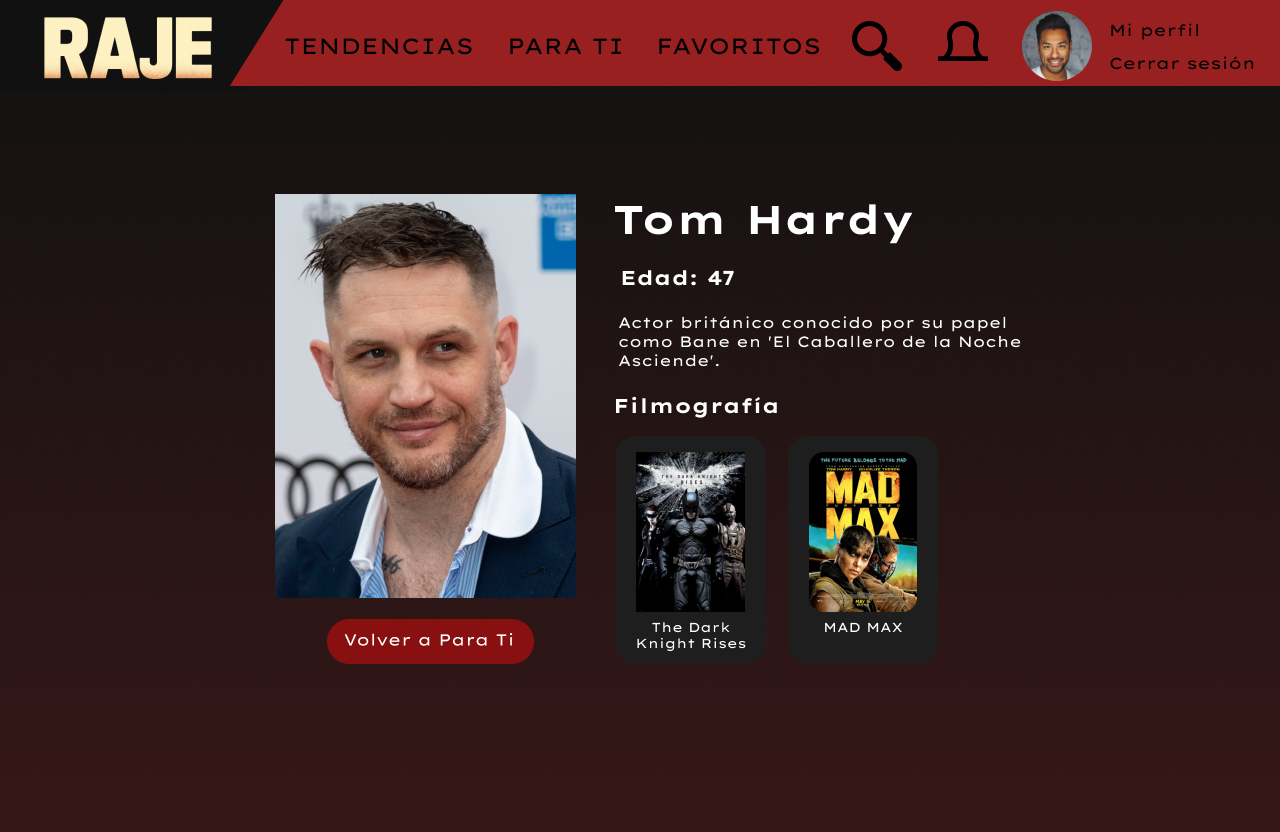 RAJE
TENDENCIAS
PARA TI
FAVORITOS
Mi perfil
Cerrar sesión
Tom Hardy
Edad: 47
Actor británico conocido por su papel
como Bane en 'El Caballero de la Noche
Asciende'.
Filmografía
THE DARK KNIGHT
RISES
THE FUTURE BELONGS TO THE MAD
TOM HARDY CHARLIZE THERON
MAD
MAX
The Dark
Knight Rises
MAD MAX
Volver a Para Ti